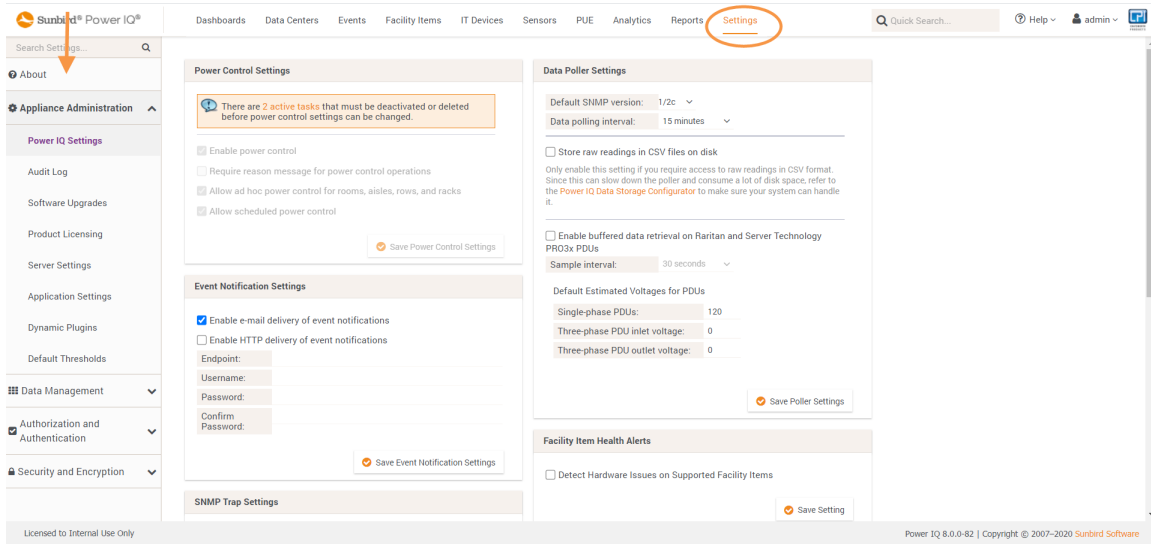 Sunbird® Power IQ®
Dashboards Data Centers Events Facility Items IT Devices Sensors PUE Analytics Reports Settings
Quick Search...
Help
admin
CPI
Search Settings...
About
Appliance Administration
Power IQ Settings
Audit Log
Software Upgrades
Product Licensing
Server Settings
Application Settings
Dynamic Plugins
Default Thresholds
Data Management
Authorization and
Authentication
Security and Encryption
Power Control Settings
There are 2 active tasks that must be deactivated or deleted
before power control settings can be changed.
Enable power control
Require reason message for power control operations
Allow ad hoc power control for rooms, aisles, rows, and racks
Allow scheduled power control
Save Power Control Settings
Event Notification Settings
Enable e-mail delivery of event notifications
Enable HTTP delivery of event notifications
Endpoint:
Username:
Password:
Confirm
Password:
Save Event Notification Settings
SNMP Trap Settings
Data Poller Settings
Default SNMP version: 1/2c
Data polling interval: 15 minutes
Store raw readings in CSV files on disk
Only enable this setting if you require access to raw readings in CSV format.
Since this can slow down the poller and consume a lot of disk space, refer to
the Power IQ Data Storage Configurator to make sure your system can handle
it.
Enable buffered data retrieval on Raritan and Server Technology
PRO3x PDUs
Sample interval: 30 seconds
Default Estimated Voltages for PDUs
Single-phase PDUs: 120
Three-phase PDU inlet voltage: 0
Three-phase PDU outlet voltage: 0
Save Poller Settings
Facility Item Health Alerts
Detect Hardware Issues on Supported Facility Items
Save Setting
Licensed to Internal Use Only
Power IQ 8.0.0-82 | Copyright © 2007–2020 Sunbird Software